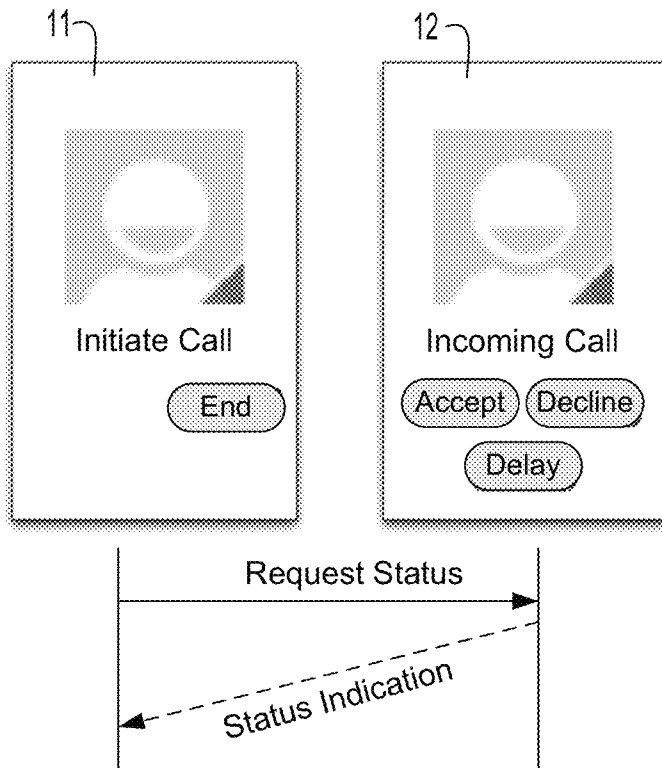 11
12
Initiate Call
Incoming Call
End
Accept
Decline
Delay
Request Status
Status Indication